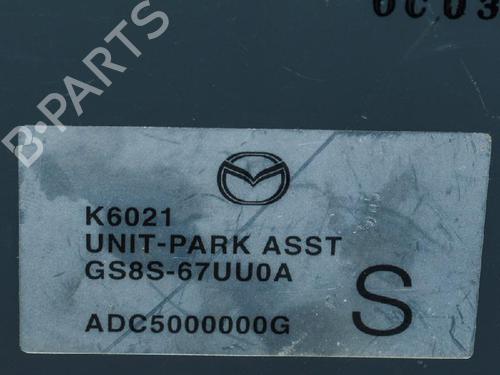 0C03
B-PARTS
K6021
UNIT-PARK ASST
GS8S-67UU0A
ADC5000000G
S